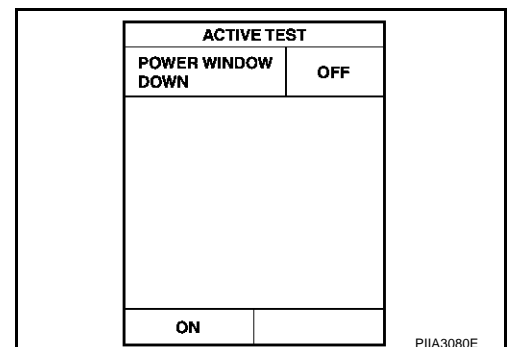 ACTIVE TEST
POWER WINDOW
DOWN
OFF
ON
PIIA3080E